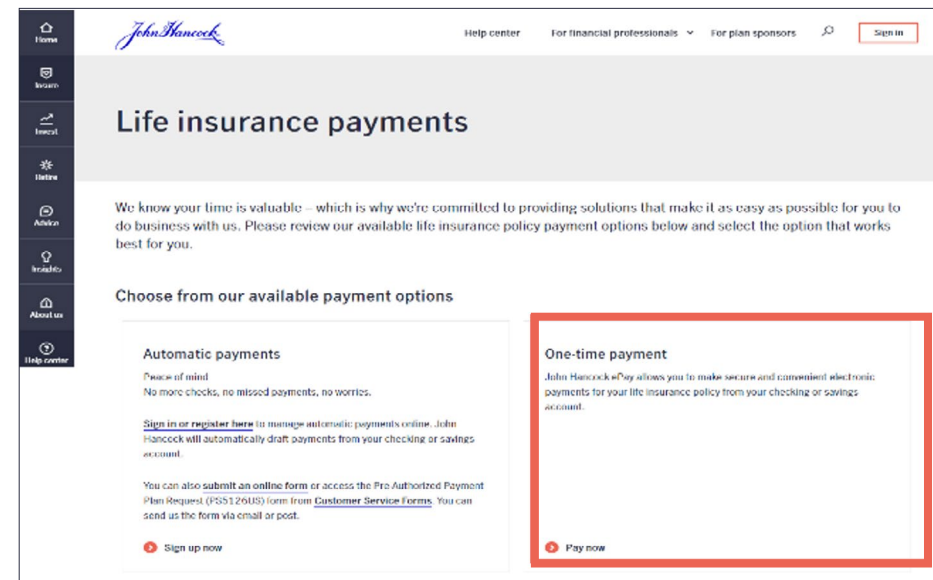 Home
John Hancock
Help center
For financial professionals
For plan sponsors
Sign in
Insure
Invest
Retire
Advice
Insights
About us
Help center
Life insurance payments
We know your time is valuable – which is why we're committed to providing solutions that make it as easy as possible for you to
do business with us. Please review our available life insurance policy payment options below and select the option that works
best for you.
Choose from our available payment options
Automatic payments
Peace of mind
No more checks, no missed payments, no worries.
Sign in or register here to manage automatic payments online. John
Hancock will automatically draft payments from your checking or savings
account.
You can also submit an online form or access the Pre Authorized Payment
Plan Request (PS5126US) form from Customer Service Forms. You can
send us the form via email or post.
Sign up now
One-time payment
John Hancock ePay allows you to make secure and convenient electronic
payments for your life insurance policy from your checking or savings
account.
Pay now